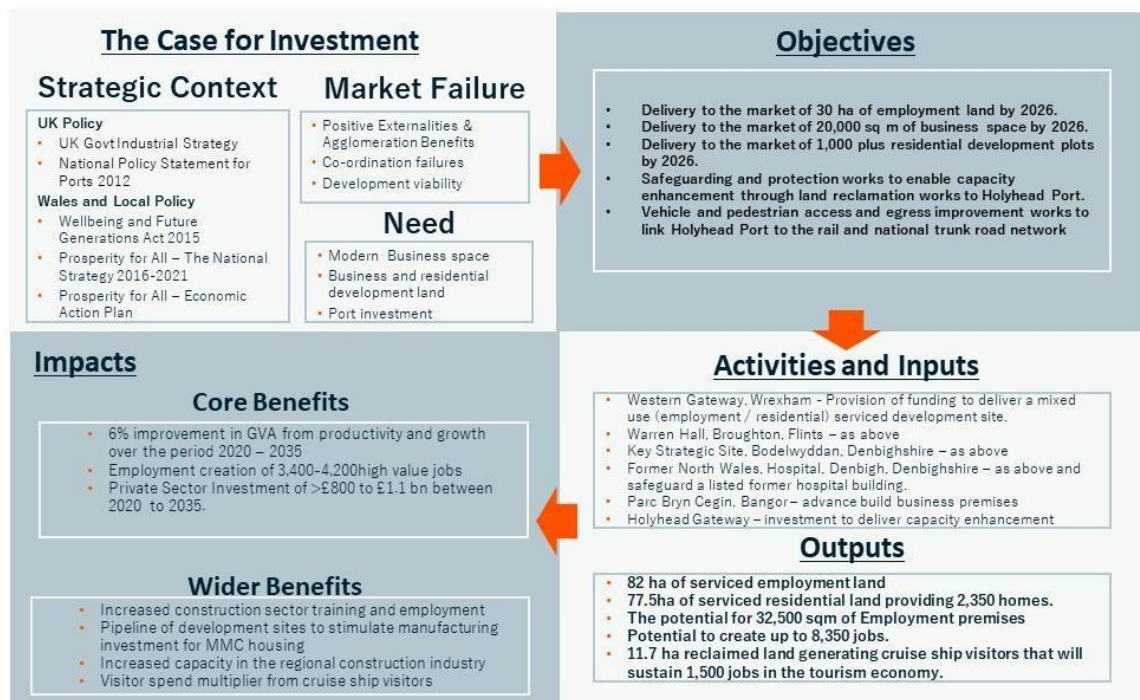 The Case for Investment
Strategic Context
UK Policy
• UK Govt Industrial Strategy
• National Policy Statement for
Ports 2012
Wales and Local Policy
• Wellbeing and Future
Generations Act 2015
• Prosperity for All – The National
Strategy 2016-2021
• Prosperity for All – Economic
Action Plan
Market Failure
• Positive Externalities &
Agglomeration Benefits
• Co-ordination failures
• Development viability
Need
• Modern Business space
• Business and residential
development land
• Port investment
Objectives
• Delivery to the market of 30 ha of employment land by 2026.
• Delivery to the market of 20,000 sq m of business space by 2026.
• Delivery to the market of 1,000 plus residential development plots
by 2026.
• Safeguarding and protection works to enable capacity
enhancement through land reclamation works to Holyhead Port.
• Vehicle and pedestrian access and egress improvement works to
link Holyhead Port to the rail and national trunk road network
Activities and Inputs
• Western Gateway, Wrexham - Provision of funding to deliver a mixed
use (employment / residential) serviced development site.
• Warren Hall, Broughton, Flints – as above
• Key Strategic Site, Bodelwyddan, Denbighshire – as above
• Former North Wales, Hospital, Denbigh, Denbighshire – as above and
safeguard a listed former hospital building.
• Parc Bryn Cegin, Bangor – advance build business premises
• Holyhead Gateway – investment to deliver capacity enhancement
Outputs
• 82 ha of serviced employment land
• 77.5ha of serviced residential land providing 2,350 homes.
• The potential for 32,500 sqm of Employment premises
• Potential to create up to 8,350 jobs.
• 11.7 ha reclaimed land generating cruise ship visitors that will
sustain 1,500 jobs in the tourism economy.
Impacts
Core Benefits
• 6% improvement in GVA from productivity and growth
over the period 2020 – 2035
• Employment creation of 3,400-4,200high value jobs
• Private Sector Investment of >£800 to £1.1 bn between
2020 to 2035.
Wider Benefits
• Increased construction sector training and employment
• Pipeline of development sites to stimulate manufacturing
investment for MMC housing
• Increased capacity in the regional construction industry
• Visitor spend multiplier from cruise ship visitors